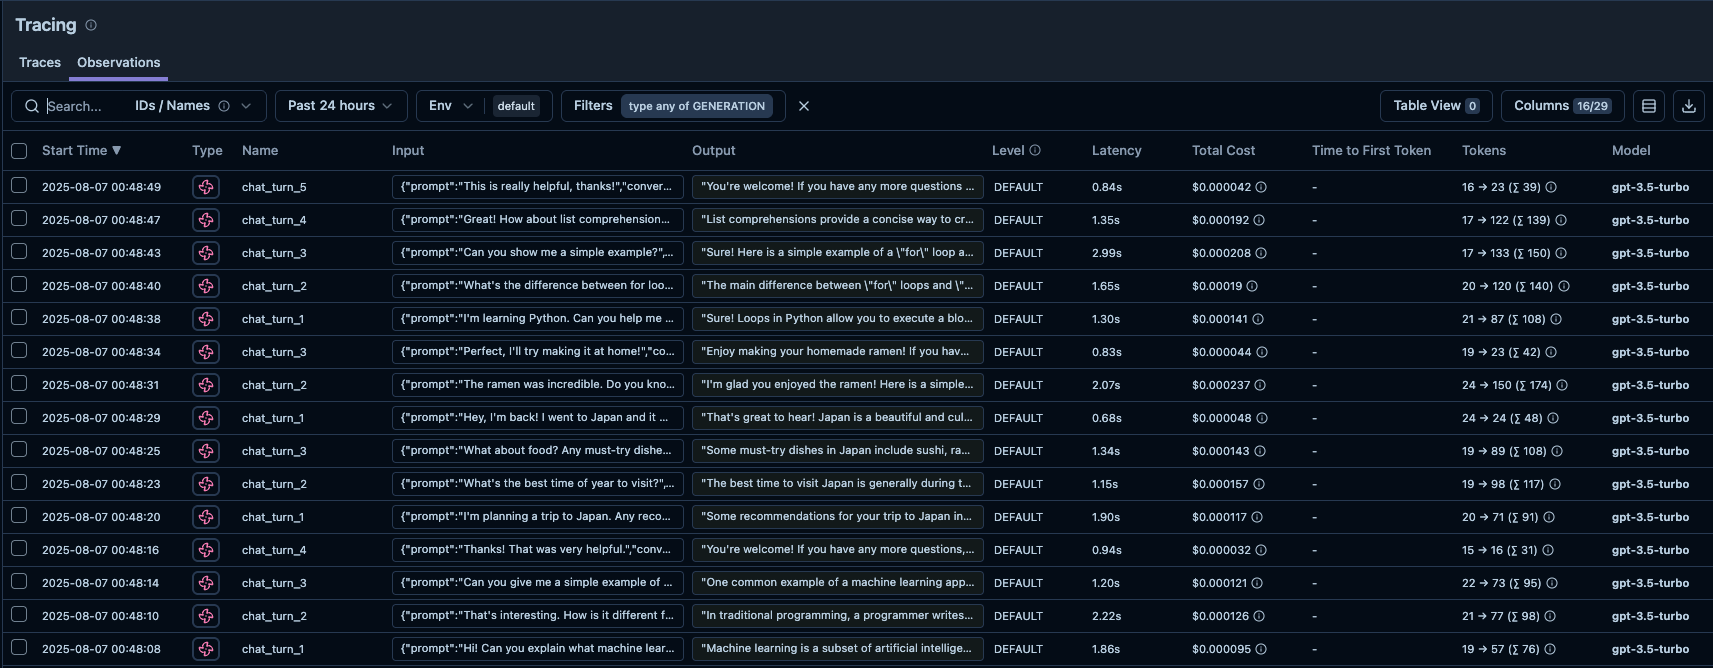 Tracing
Traces Observations
Search... IDs / Names Past 24 hours Env default Filters type any of GENERATION Table View 0 Columns 16/29
Start Time ▼ Type Name Input Output Level Latency Total Cost Time to First Token Tokens Model
2025-08-07 00:48:49 chat_turn_5 {"prompt":"This is really helpful, thanks!","conver... "You're welcome! If you have any more questions ... DEFAULT 0.84s $0.000042 - 16 → 23 (∑ 39) gpt-3.5-turbo
2025-08-07 00:48:47 chat_turn_4 {"prompt":"Great! How about list comprehension... "List comprehensions provide a concise way to cr... DEFAULT 1.35s $0.000192 - 17 → 122 (∑ 139) gpt-3.5-turbo
2025-08-07 00:48:43 chat_turn_3 {"prompt":"Can you show me a simple example?",... "Sure! Here is a simple example of a \"for\" loop a... DEFAULT 2.99s $0.000208 - 17 → 133 (∑ 150) gpt-3.5-turbo
2025-08-07 00:48:40 chat_turn_2 {"prompt":"What's the difference between for loo... "The main difference between \"for\" loops and \"... DEFAULT 1.65s $0.00019 - 20 → 120 (∑ 140) gpt-3.5-turbo
2025-08-07 00:48:38 chat_turn_1 {"prompt":"I'm learning Python. Can you help me ... "Sure! Loops in Python allow you to execute a blo... DEFAULT 1.30s $0.000141 - 21 → 87 (∑ 108) gpt-3.5-turbo
2025-08-07 00:48:34 chat_turn_3 {"prompt":"Perfect, I'll try making it at home!","co... "Enjoy making your homemade ramen! If you hav... DEFAULT 0.83s $0.000044 - 19 → 23 (∑ 42) gpt-3.5-turbo
2025-08-07 00:48:31 chat_turn_2 {"prompt":"The ramen was incredible. Do you kno... "I'm glad you enjoyed the ramen! Here is a simple... DEFAULT 2.07s $0.000237 - 24 → 150 (∑ 174) gpt-3.5-turbo
2025-08-07 00:48:29 chat_turn_1 {"prompt":"Hey, I'm back! I went to Japan and it ... "That's great to hear! Japan is a beautiful and cul... DEFAULT 0.68s $0.000048 - 24 → 24 (∑ 48) gpt-3.5-turbo
2025-08-07 00:48:25 chat_turn_3 {"prompt":"What about food? Any must-try dishe... "Some must-try dishes in Japan include sushi, ra... DEFAULT 1.34s $0.000143 - 19 → 89 (∑ 108) gpt-3.5-turbo
2025-08-07 00:48:23 chat_turn_2 {"prompt":"What's the best time of year to visit?",... "The best time to visit Japan is generally during t... DEFAULT 1.15s $0.000157 - 19 → 98 (∑ 117) gpt-3.5-turbo
2025-08-07 00:48:20 chat_turn_1 {"prompt":"I'm planning a trip to Japan. Any reco... "Some recommendations for your trip to Japan in... DEFAULT 1.90s $0.000117 - 20 → 71 (∑ 91) gpt-3.5-turbo
2025-08-07 00:48:16 chat_turn_4 {"prompt":"Thanks! That was very helpful.","conv... "You're welcome! If you have any more questions,... DEFAULT 0.94s $0.000032 - 15 → 16 (∑ 31) gpt-3.5-turbo
2025-08-07 00:48:14 chat_turn_3 {"prompt":"Can you give me a simple example of ... "One common example of a machine learning app... DEFAULT 1.20s $0.000121 - 22 → 73 (∑ 95) gpt-3.5-turbo
2025-08-07 00:48:10 chat_turn_2 {"prompt":"That's interesting. How is it different f... "In traditional programming, a programmer writes... DEFAULT 2.22s $0.000126 - 21 → 77 (∑ 98) gpt-3.5-turbo
2025-08-07 00:48:08 chat_turn_1 {"prompt":"Hi! Can you explain what machine lear... "Machine learning is a subset of artificial intellige... DEFAULT 1.86s $0.000095 - 19 → 57 (∑ 76) gpt-3.5-turbo